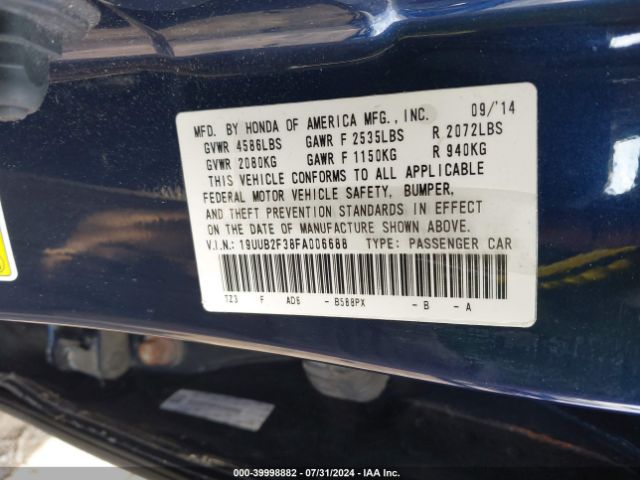 MFD. BY HONDA OF AMERICA MFG., INC. 09/'14
GVWR 4586LBS GAWR F 2535LBS R 2072LBS
GVWR 2080KG GAWR F 1150KG R 940KG
THIS VEHICLE CONFORMS TO ALL APPLICABLE
FEDERAL MOTOR VEHICLE SAFETY, BUMPER,
AND THEFT PREVENTION STANDARDS IN EFFECT
ON THE DATE OF MANUFACTURE SHOWN ABOVE.
V.I.N.: 19UUB2F38FA006688 TYPE: PASSENGER CAR
TZ3 F AD6 - B588PX - B - A
000-39998882 / 07/31/2024 - IAA Inc.